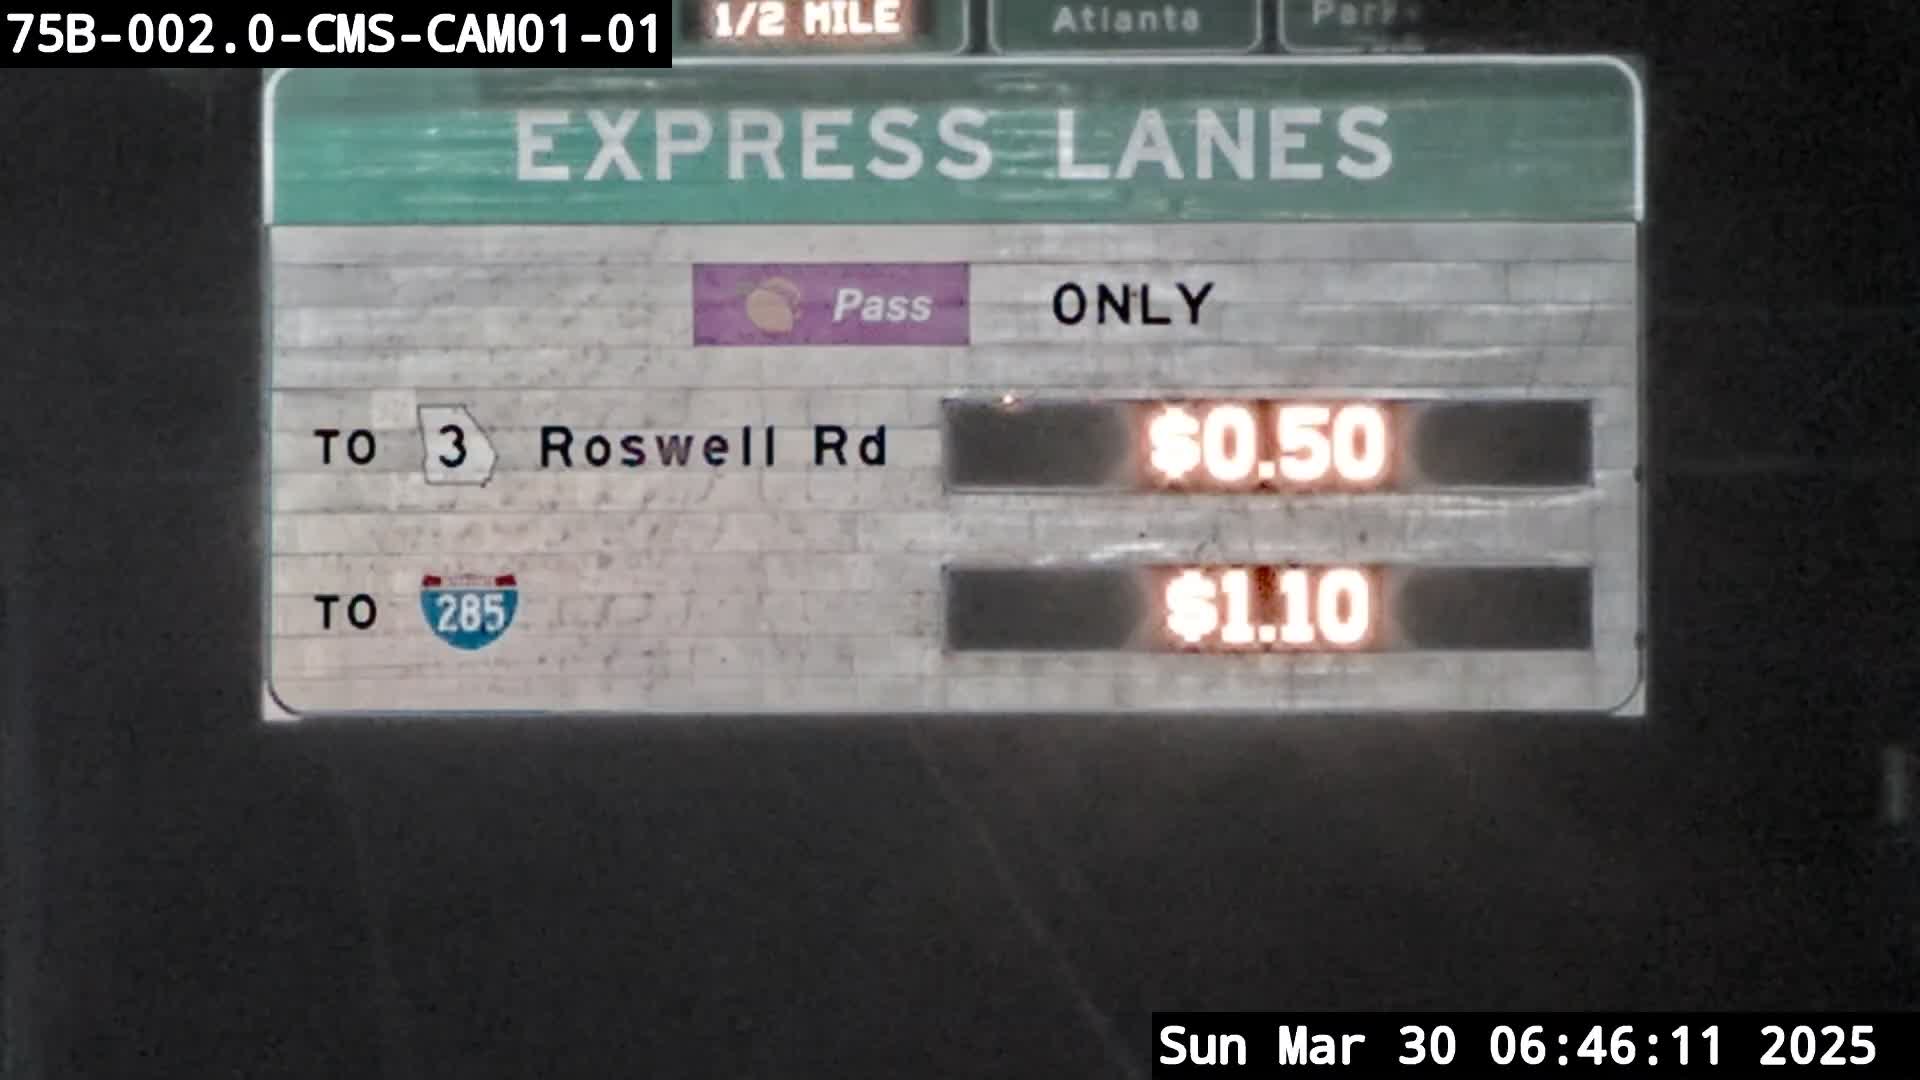 75B-002.0-CMS-CAM01-01
1/2 MILE
Atlanta
EXPRESS LANES
Pass ONLY
TO 3 Roswell Rd $0.50
TO 285 $1.10
Sun Mar 30 06:46:11 2025